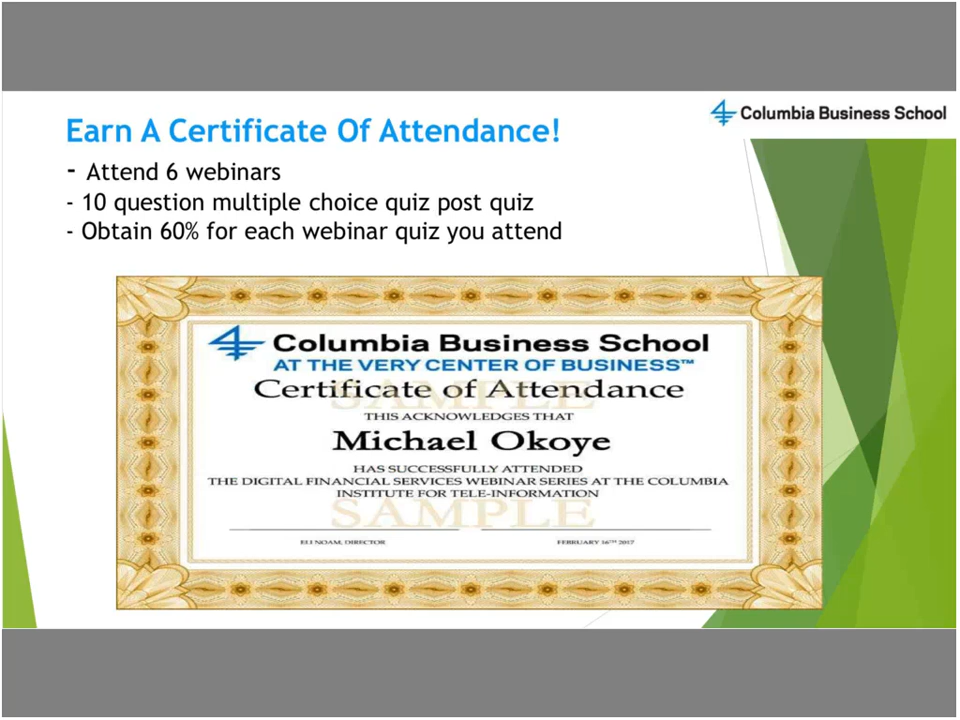 Columbia Business School
Earn A Certificate Of Attendance!
- Attend 6 webinars
- 10 question multiple choice quiz post quiz
- Obtain 60% for each webinar quiz you attend
Columbia Business School
AT THE VERY CENTER OF BUSINESS™
SAMPLE
Certificate of Attendance
THIS ACKNOWLEDGES THAT
Michael Okoye
HAS SUCCESSFULLY ATTENDED
THE DIGITAL FINANCIAL SERVICES WEBINAR SERIES AT THE COLUMBIA
INSTITUTE FOR TELE-INFORMATION
SAMPLE
ELI NOAM, DIRECTOR FEBRUARY 16TH 2017